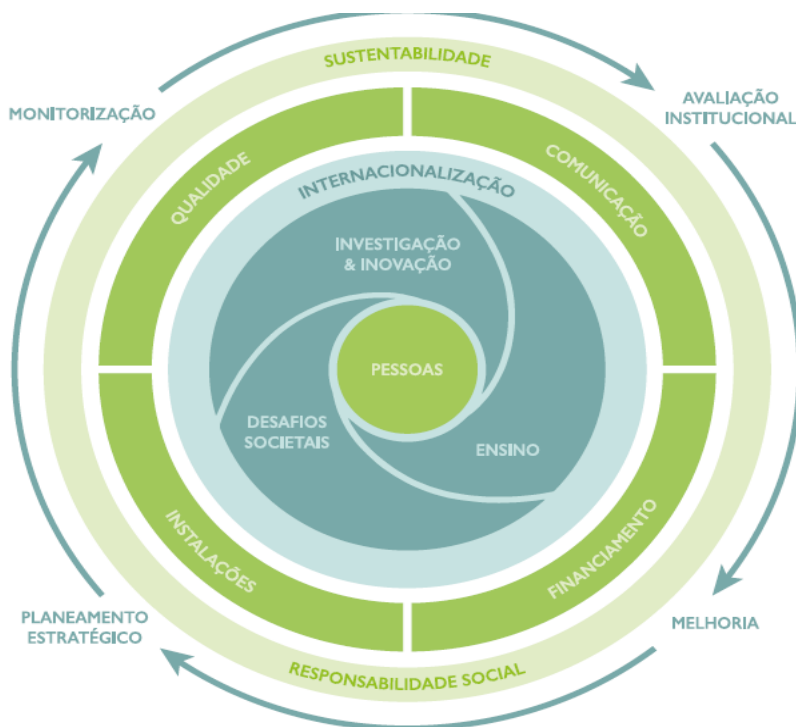 SUSTENTABILIDADE
MONITORIZAÇÃO
AVALIAÇÃO
INSTITUCIONAL
QUALIDADE
COMUNICAÇÃO
INTERNACIONALIZAÇÃO
INVESTIGAÇÃO
& INOVAÇÃO
PESSOAS
DESAFIOS
SOCIETAIS
ENSINO
INSTALAÇÕES
FINANCIAMENTO
PLANEAMENTO
ESTRATÉGICO
MELHORIA
RESPONSABILIDADE SOCIAL